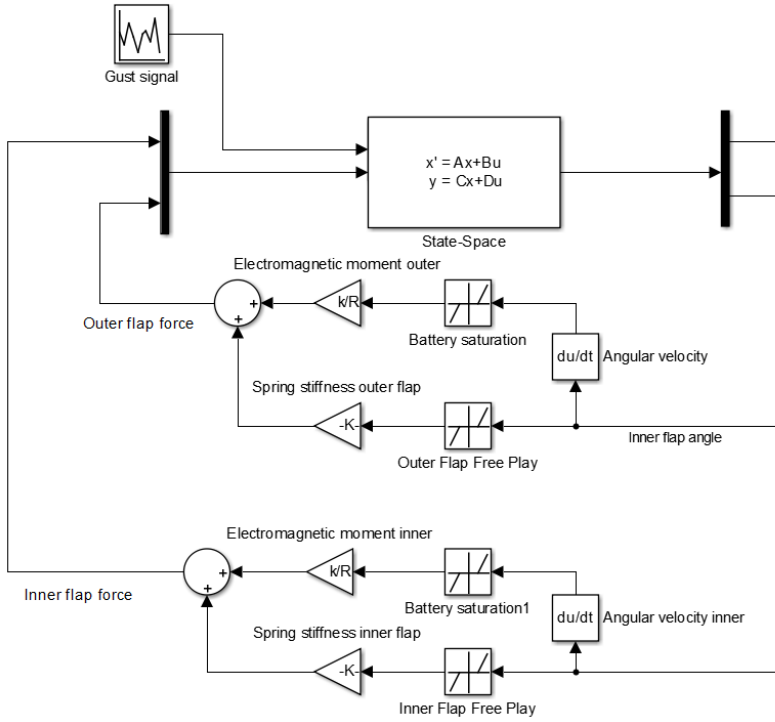 Gust signal
x' = Ax+Bu
y = Cx+Du
State-Space
Electromagnetic moment outer
k/R
+
+
Outer flap force
Battery saturation
du/dt
Angular velocity
Spring stiffness outer flap
-K-
Outer Flap Free Play
Inner flap angle
Electromagnetic moment inner
k/R
+
+
Inner flap force
Battery saturation1
du/dt
Angular velocity inner
Spring stiffness inner flap
-K-
Inner Flap Free Play